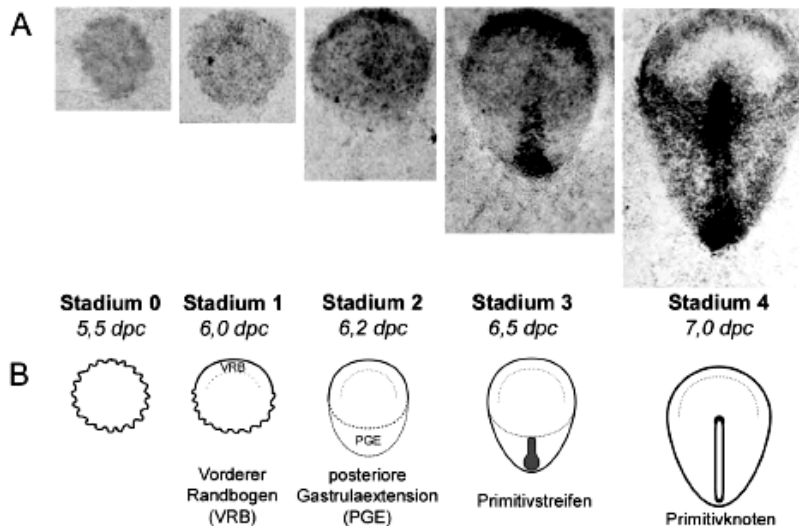 A
Stadium 0 Stadium 1 Stadium 2 Stadium 3 Stadium 4
5,5 dpc 6,0 dpc 6,2 dpc 6,5 dpc 7,0 dpc
B
VRB
PGE
Vorderer
Randbogen
(VRB)
posteriore
Gastrulaextension
(PGE)
Primitivstreifen
Primitivknoten